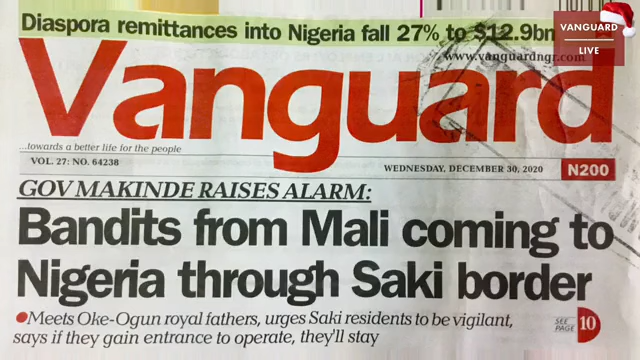 Diaspora remittances into Nigeria fall 27% to $12.9bn
VANGUARD
LIVE
www.vanguardngr.com
Vanguard
...towards a better life for the people
VOL. 27: NO. 64238
WEDNESDAY, DECEMBER 30, 2020
N200
GOV MAKINDE RAISES ALARM:
Bandits from Mali coming to
Nigeria through Saki border
●Meets Oke-Ogun royal fathers, urges Saki residents to be vigilant,
says if they gain entrance to operate, they'll stay
SEE PAGE 10